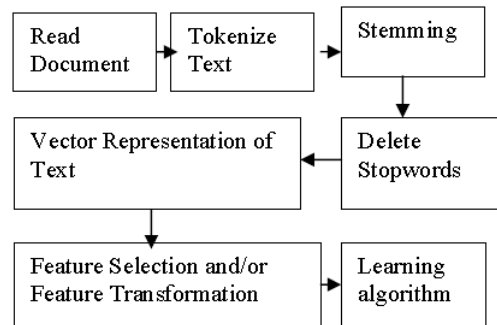 Read
Document
Tokenize
Text
Stemming
Delete
Stopwords
Vector Representation of
Text
Feature Selection and/or
Feature Transformation
Learning
algorithm